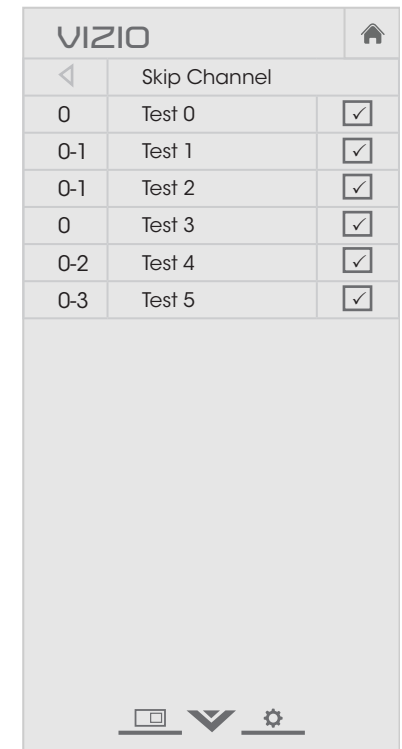 VIZIO
Skip Channel
0 Test 0
0-1 Test 1
0-1 Test 2
0 Test 3
0-2 Test 4
0-3 Test 5